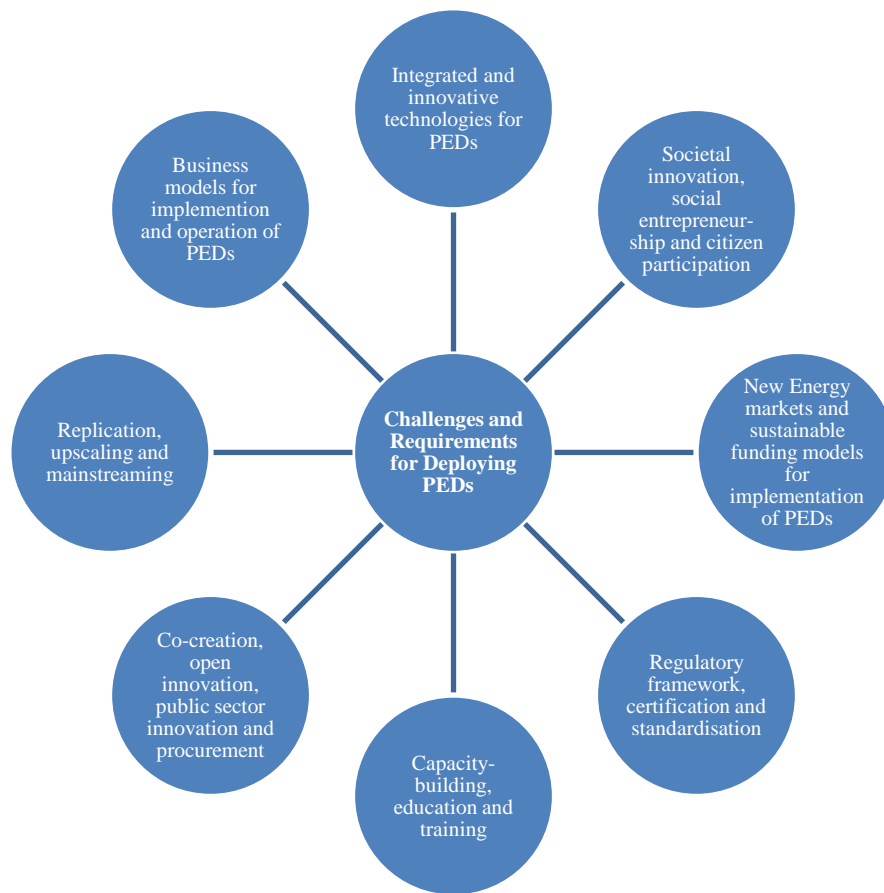 Integrated and
innovative
technologies for
PEDs
Societal
innovation,
social
entrepreneur-
ship and citizen
participation
New Energy
markets and
sustainable
funding models
for
implementation
of PEDs
Regulatory
framework,
certification and
standardisation
Capacity-
building,
education and
training
Co-creation,
open
innovation,
public sector
innovation and
procurement
Replication,
upscaling and
mainstreaming
Business
models for
implemention
and operation of
PEDs
Challenges and
Requirements
for Deploying
PEDs